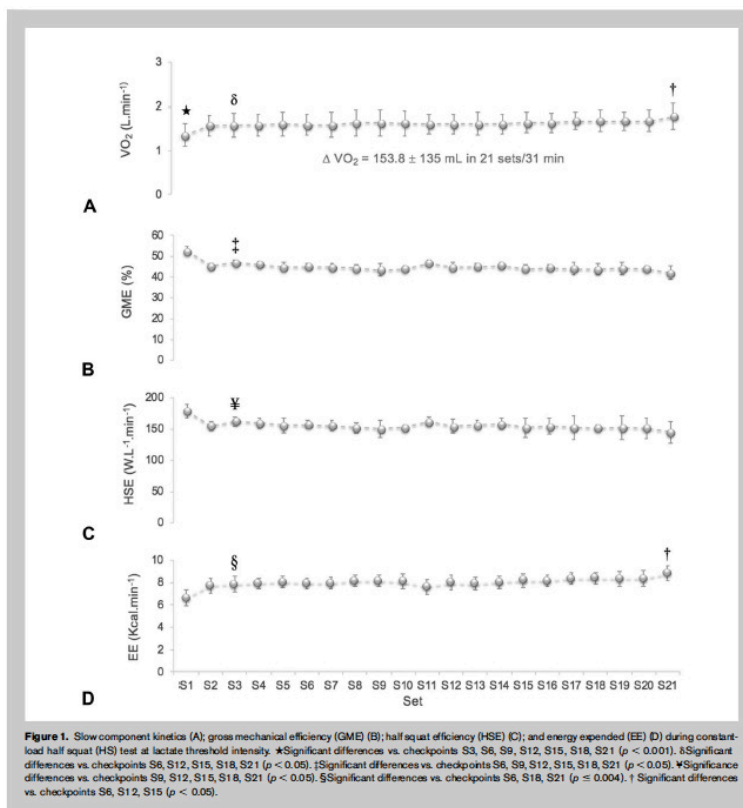 3
2
1
0
VO₂ (L.min⁻¹)
★
δ
†
Δ VO₂ = 153.8 ± 135 mL in 21 sets/31 min
A
60
50
40
30
20
10
0
GME (%)
‡
B
200
150
100
50
0
HSE (W.L⁻¹.min⁻¹)
¥
C
10
8
6
4
2
0
EE (Kcal.min⁻¹)
§
†
S1 S2 S3 S4 S5 S6 S7 S8 S9 S10 S11 S12 S13 S14 S15 S16 S17 S18 S19 S20 S21
Set
D
Figure 1. Slow component kinetics (A); gross mechanical efficiency (GME) (B); half squat efficiency (HSE) (C); and energy expended (EE) (D) during constant-
load half squat (HS) test at lactate threshold intensity. ★Significant differences vs. checkpoints S3, S6, S9, S12, S15, S18, S21 (p < 0.001). δSignificant
differences vs. checkpoints S6, S12, S15, S18, S21 (p < 0.05). ‡Significant differences vs. checkpoints S6, S9, S12, S15, S18, S21 (p < 0.05). ¥Significance
differences vs. checkpoints S9, S12, S15, S18, S21 (p < 0.05). §Significant differences vs. checkpoints S6, S18, S21 (p ≤ 0.004). † Significant differences
vs. checkpoints S6, S12, S15 (p < 0.05).